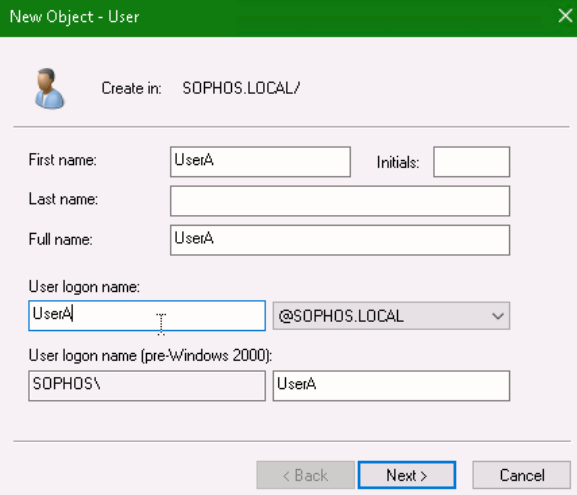 New Object - User
Create in: SOPHOS.LOCAL/
First name: UserA Initials:
Last name:
Full name: UserA
User logon name:
UserA @SOPHOS.LOCAL
User logon name (pre-Windows 2000):
SOPHOS\ UserA
< Back Next > Cancel